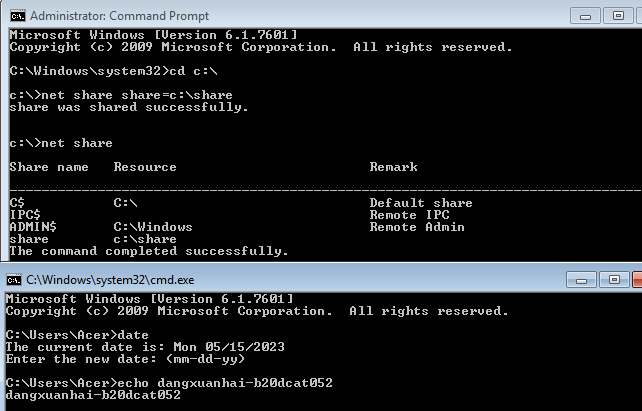 Administrator: Command Prompt
Microsoft Windows [Version 6.1.7601]
Copyright (c) 2009 Microsoft Corporation.  All rights reserved.
C:\Windows\system32>cd c:\
c:\>net share share=c:\share
share was shared successfully.
c:\>net share
Share name   Resource                        Remark
-------------------------------------------------------------------------------
C$           C:\                             Default share
IPC$                                         Remote IPC
ADMIN$       C:\Windows                      Remote Admin
share        c:\share
The command completed successfully.
C:\Windows\system32\cmd.exe
Microsoft Windows [Version 6.1.7601]
Copyright (c) 2009 Microsoft Corporation.  All rights reserved.
C:\Users\Acer>date
The current date is: Mon 05/15/2023
Enter the new date: (mm-dd-yy)
C:\Users\Acer>echo dangxuanhai-b20dcat052
dangxuanhai-b20dcat052